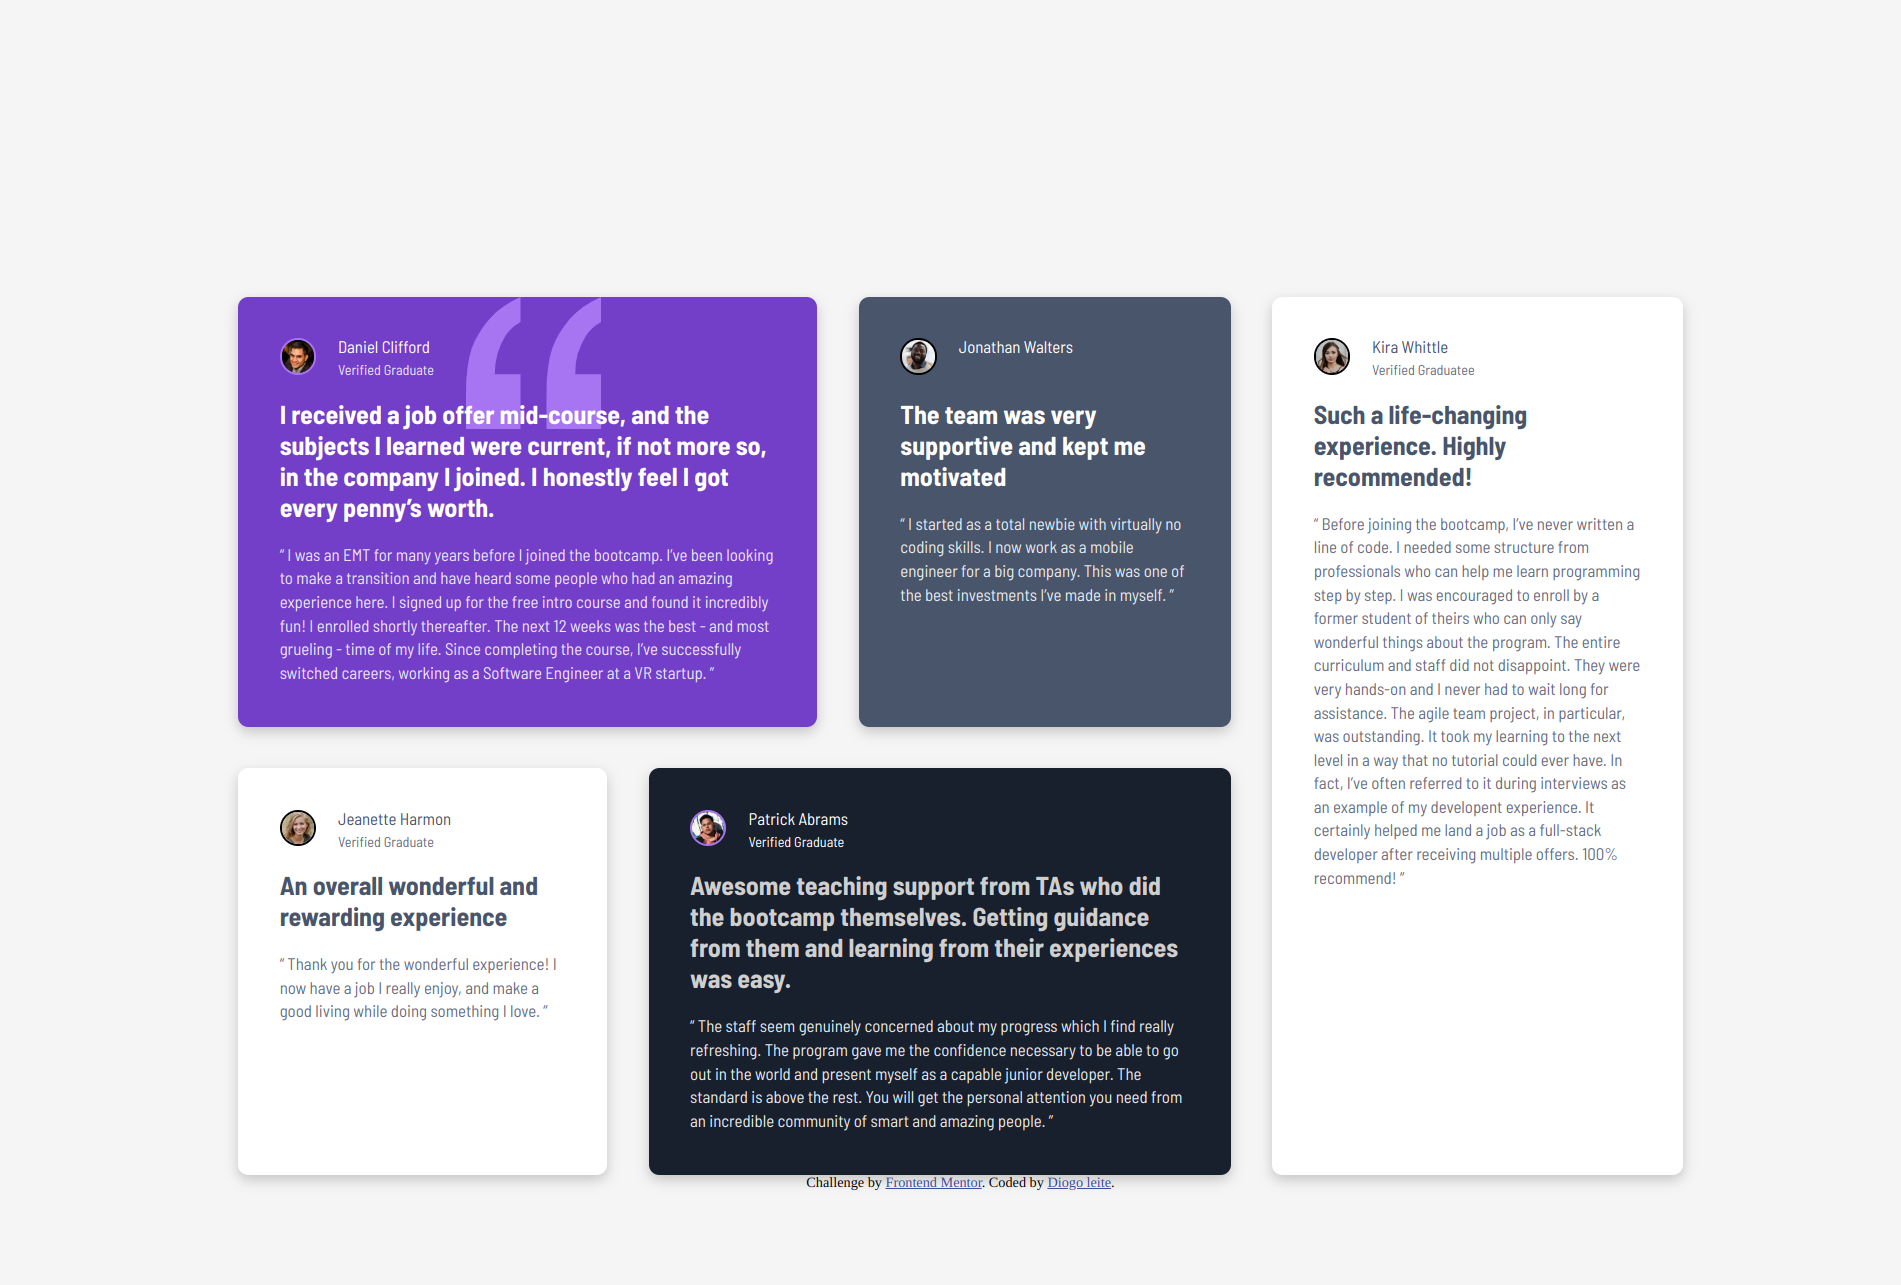 Daniel Clifford
Verified Graduate
I received a job offer mid-course, and the
subjects I learned were current, if not more so,
in the company I joined. I honestly feel I got
every penny’s worth.
“ I was an EMT for many years before I joined the bootcamp. I’ve been looking
to make a transition and have heard some people who had an amazing
experience here. I signed up for the free intro course and found it incredibly
fun! I enrolled shortly thereafter. The next 12 weeks was the best - and most
grueling - time of my life. Since completing the course, I’ve successfully
switched careers, working as a Software Engineer at a VR startup. ”
Jonathan Walters
The team was very
supportive and kept me
motivated
“ I started as a total newbie with virtually no
coding skills. I now work as a mobile
engineer for a big company. This was one of
the best investments I’ve made in myself. ”
Kira Whittle
Verified Graduatee
Such a life-changing
experience. Highly
recommended!
“ Before joining the bootcamp, I’ve never written a
line of code. I needed some structure from
professionals who can help me learn programming
step by step. I was encouraged to enroll by a
former student of theirs who can only say
wonderful things about the program. The entire
curriculum and staff did not disappoint. They were
very hands-on and I never had to wait long for
assistance. The agile team project, in particular,
was outstanding. It took my learning to the next
level in a way that no tutorial could ever have. In
fact, I’ve often referred to it during interviews as
an example of my developent experience. It
certainly helped me land a job as a full-stack
developer after receiving multiple offers. 100%
recommend! ”
Jeanette Harmon
Verified Graduate
An overall wonderful and
rewarding experience
“ Thank you for the wonderful experience! I
now have a job I really enjoy, and make a
good living while doing something I love. ”
Patrick Abrams
Verified Graduate
Awesome teaching support from TAs who did
the bootcamp themselves. Getting guidance
from them and learning from their experiences
was easy.
“ The staff seem genuinely concerned about my progress which I find really
refreshing. The program gave me the confidence necessary to be able to go
out in the world and present myself as a capable junior developer. The
standard is above the rest. You will get the personal attention you need from
an incredible community of smart and amazing people. ”
Challenge by Frontend Mentor. Coded by Diogo leite.